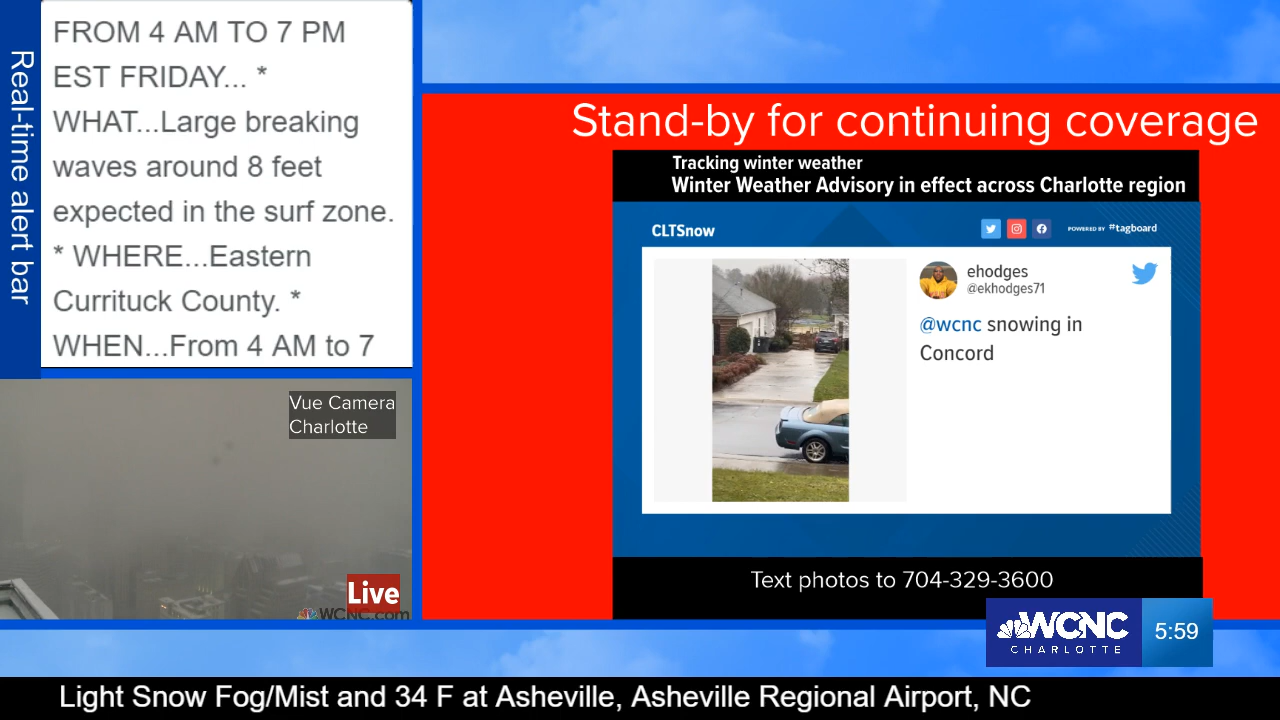 Real-time alert bar
FROM 4 AM TO 7 PM
EST FRIDAY... *
WHAT...Large breaking
waves around 8 feet
expected in the surf zone.
* WHERE...Eastern
Currituck County. *
WHEN...From 4 AM to 7
Vue Camera
Charlotte
Live
WCNC.com
Stand-by for continuing coverage
Tracking winter weather
Winter Weather Advisory in effect across Charlotte region
CLTSnow
POWERED BY #tagboard
ehodges
@ekhodges71
@wcnc snowing in
Concord
Text photos to 704-329-3600
WCNC
CHARLOTTE
5:59
Light Snow Fog/Mist and 34 F at Asheville, Asheville Regional Airport, NC